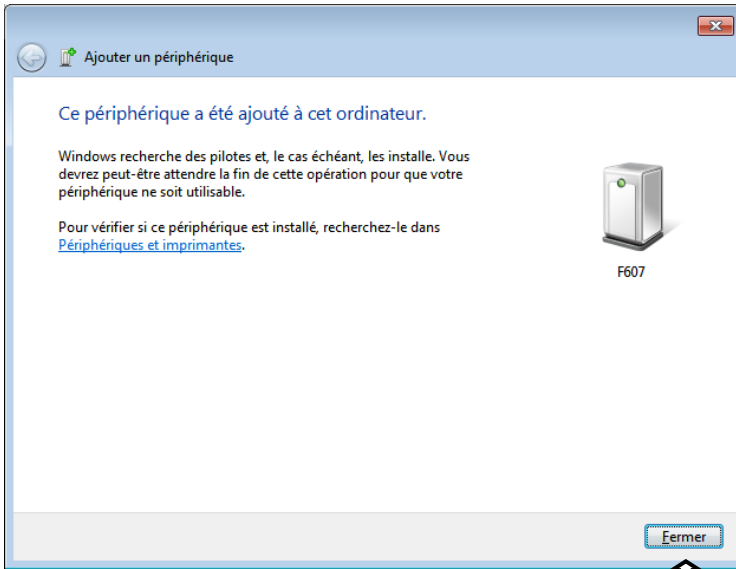 Ajouter un périphérique
Ce périphérique a été ajouté à cet ordinateur.
Windows recherche des pilotes et, le cas échéant, les installe. Vous
devrez peut-être attendre la fin de cette opération pour que votre
périphérique ne soit utilisable.
Pour vérifier si ce périphérique est installé, recherchez-le dans
Périphériques et imprimantes.
F607
Fermer